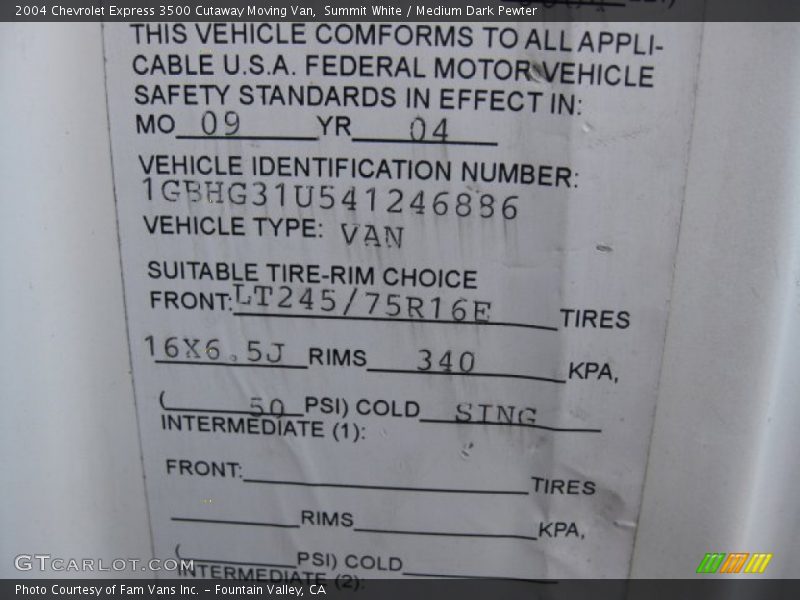 2004 Chevrolet Express 3500 Cutaway Moving Van,  Summit White / Medium Dark Pewter
THIS VEHICLE COMFORMS TO ALL APPLI-
CABLE U.S.A. FEDERAL MOTOR VEHICLE
SAFETY STANDARDS IN EFFECT IN:
MO 09 YR 04
VEHICLE IDENTIFICATION NUMBER:
1GBHG31U541246886
VEHICLE TYPE: VAN
SUITABLE TIRE-RIM CHOICE
FRONT: LT245/75R16E TIRES
16X6.5J RIMS 340 KPA,
( 50 PSI) COLD SING
INTERMEDIATE (1):
FRONT: TIRES
RIMS KPA,
( PSI) COLD
INTERMEDIATE (2):
GTCARLOT.COM
Photo Courtesy of Fam Vans Inc. - Fountain Valley, CA